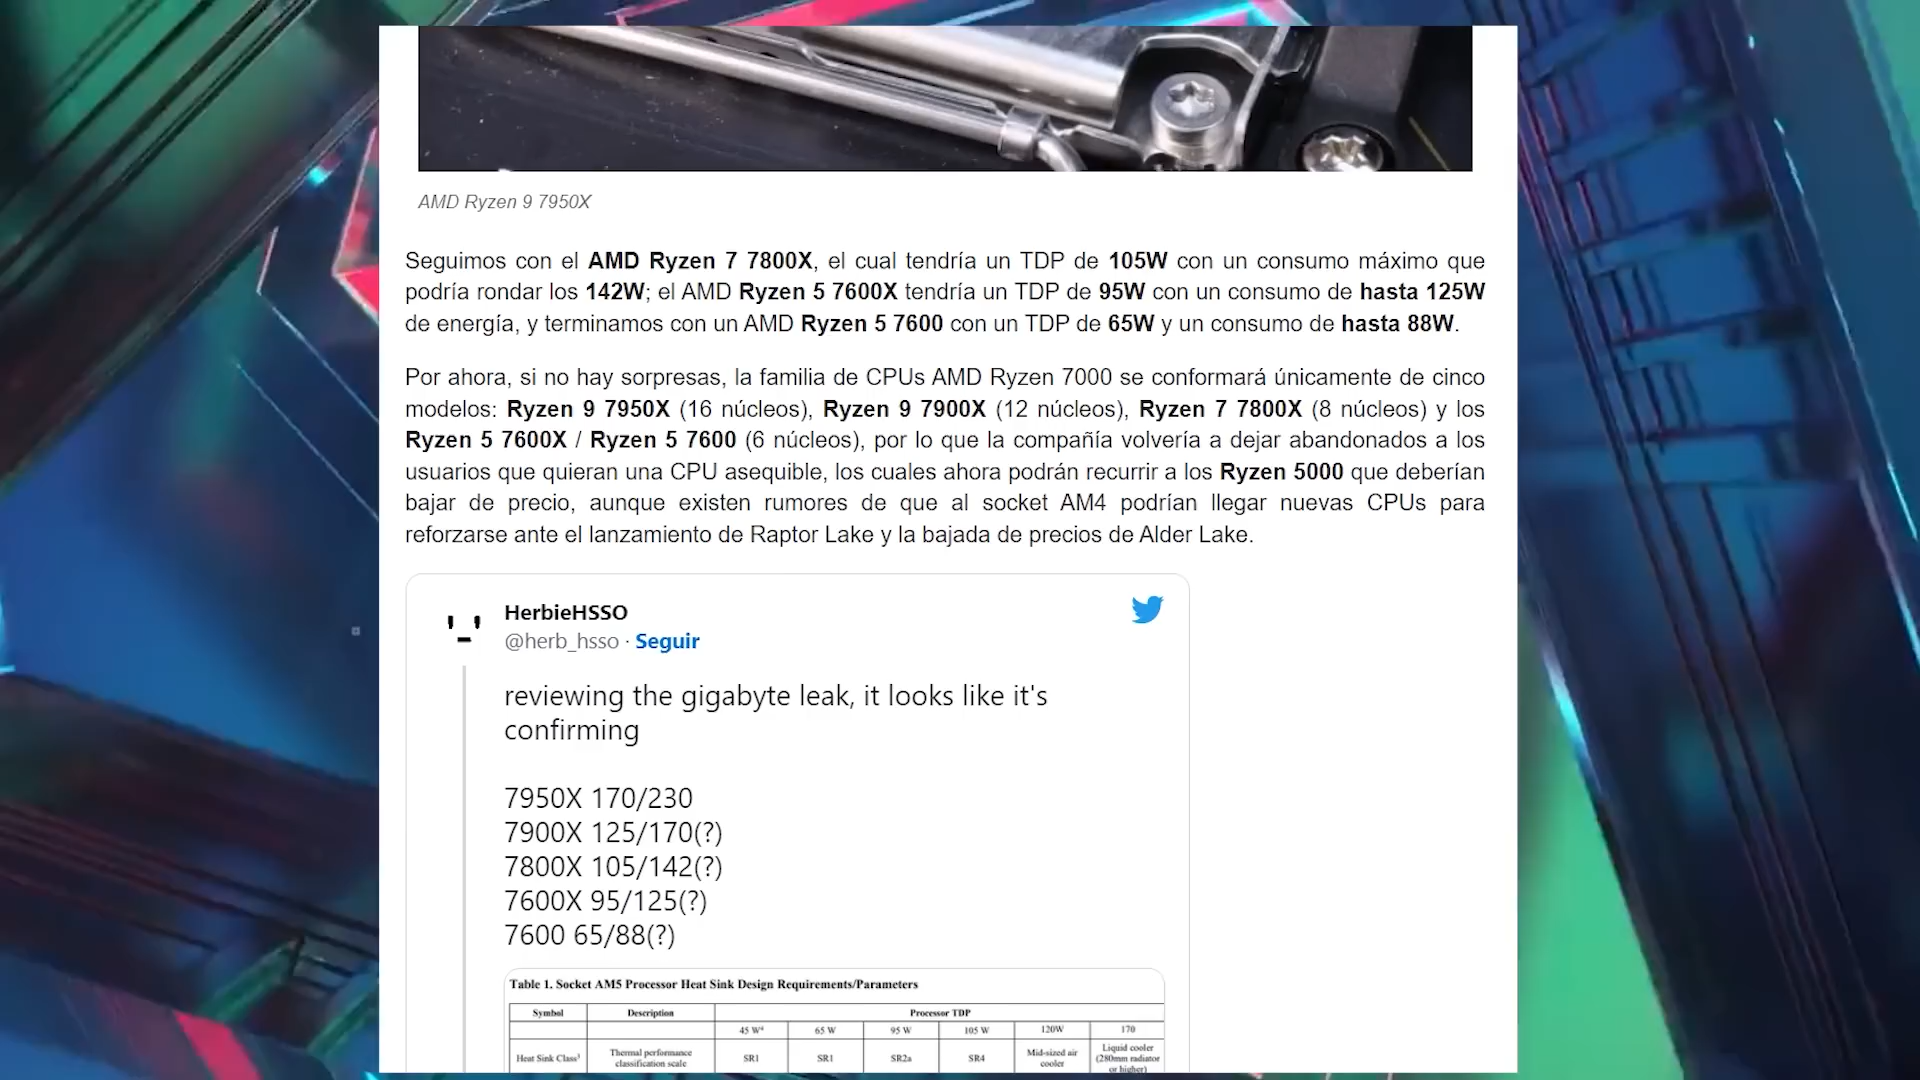 AMD Ryzen 9 7950X
Seguimos con el AMD Ryzen 7 7800X, el cual tendría un TDP de 105W con un consumo máximo que
podría rondar los 142W; el AMD Ryzen 5 7600X tendría un TDP de 95W con un consumo de hasta 125W
de energía, y terminamos con un AMD Ryzen 5 7600 con un TDP de 65W y un consumo de hasta 88W.
Por ahora, si no hay sorpresas, la familia de CPUs AMD Ryzen 7000 se conformará únicamente de cinco
modelos: Ryzen 9 7950X (16 núcleos), Ryzen 9 7900X (12 núcleos), Ryzen 7 7800X (8 núcleos) y los
Ryzen 5 7600X / Ryzen 5 7600 (6 núcleos), por lo que la compañía volvería a dejar abandonados a los
usuarios que quieran una CPU asequible, los cuales ahora podrán recurrir a los Ryzen 5000 que deberían
bajar de precio, aunque existen rumores de que al socket AM4 podrían llegar nuevas CPUs para
reforzarse ante el lanzamiento de Raptor Lake y la bajada de precios de Alder Lake.
HerbieHSSO
@herb_hsso · Seguir
reviewing the gigabyte leak, it looks like it's
confirming
7950X 170/230
7900X 125/170(?)
7800X 105/142(?)
7600X 95/125(?)
7600 65/88(?)
Table 1. Socket AM5 Processor Heat Sink Design Requirements/Parameters
Symbol Description Processor TDP
45 W⁴ 65 W 95 W 105 W 120W 170
Heat Sink Class¹ Thermal performance classification scale SR1 SR1 SR2a SR4 Mid-sized air cooler Liquid cooler (280mm radiator or higher)